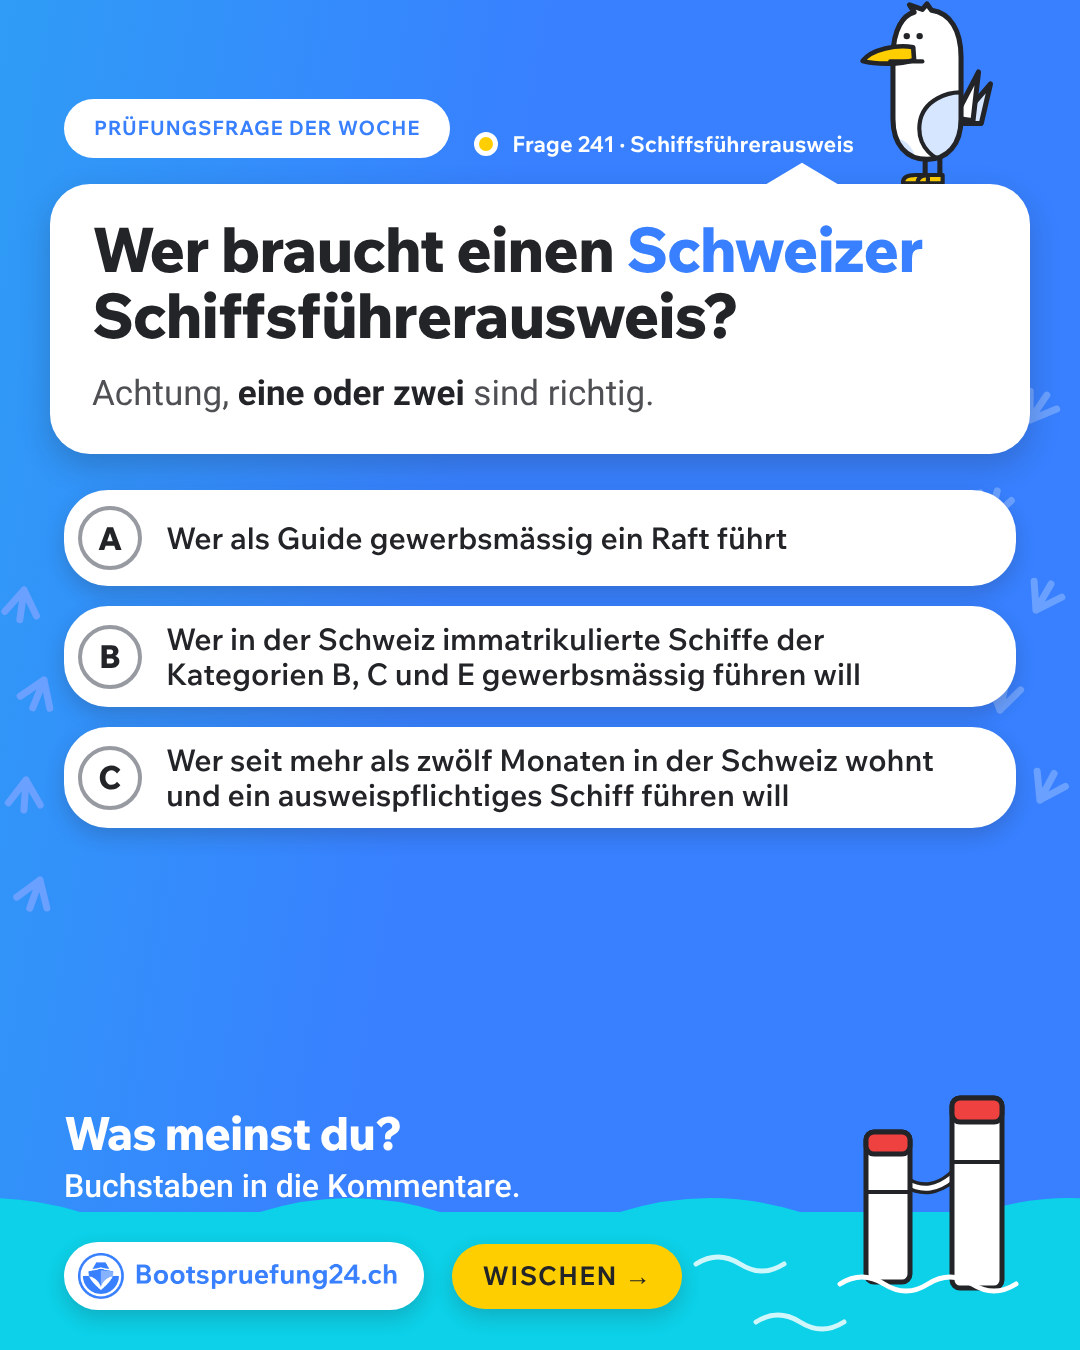 PRÜFUNGSFRAGE DER WOCHE
Frage 241 · Schiffsführerausweis
Wer braucht einen Schweizer
Schiffsführerausweis?
Achtung, eine oder zwei sind richtig.
A
Wer als Guide gewerbsmässig ein Raft führt
B
Wer in der Schweiz immatrikulierte Schiffe der
Kategorien B, C und E gewerbsmässig führen will
C
Wer seit mehr als zwölf Monaten in der Schweiz wohnt
und ein ausweispflichtiges Schiff führen will
Was meinst du?
Buchstaben in die Kommentare.
Bootspruefung24.ch
WISCHEN →